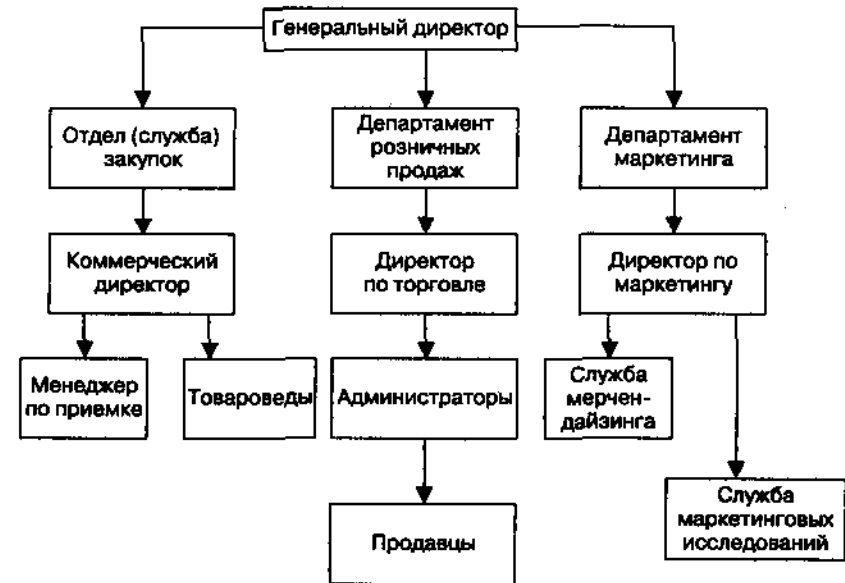 Генеральный директор
Отдел (служба)
закупок
Департамент
розничных
продаж
Департамент
маркетинга
Коммерческий
директор
Директор
по торговле
Директор по
маркетингу
Менеджер
по приемке
Товароведы
Администраторы
Служба
мерчен-
дайзинга
Продавцы
Служба
маркетинговых
исследований